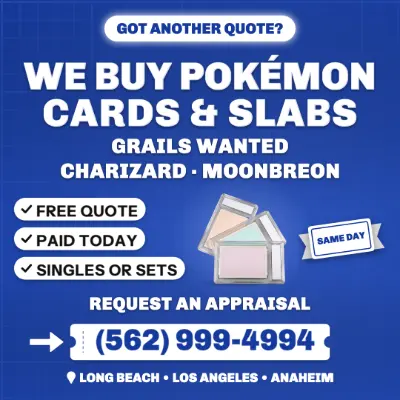 GOT ANOTHER QUOTE?
WE BUY POKÉMON
CARDS & SLABS
GRAILS WANTED
CHARIZARD · MOONBREON
FREE QUOTE
PAID TODAY
SINGLES OR SETS
SAME DAY
REQUEST AN APPRAISAL
(562) 999-4994
LONG BEACH • LOS ANGELES • ANAHEIM